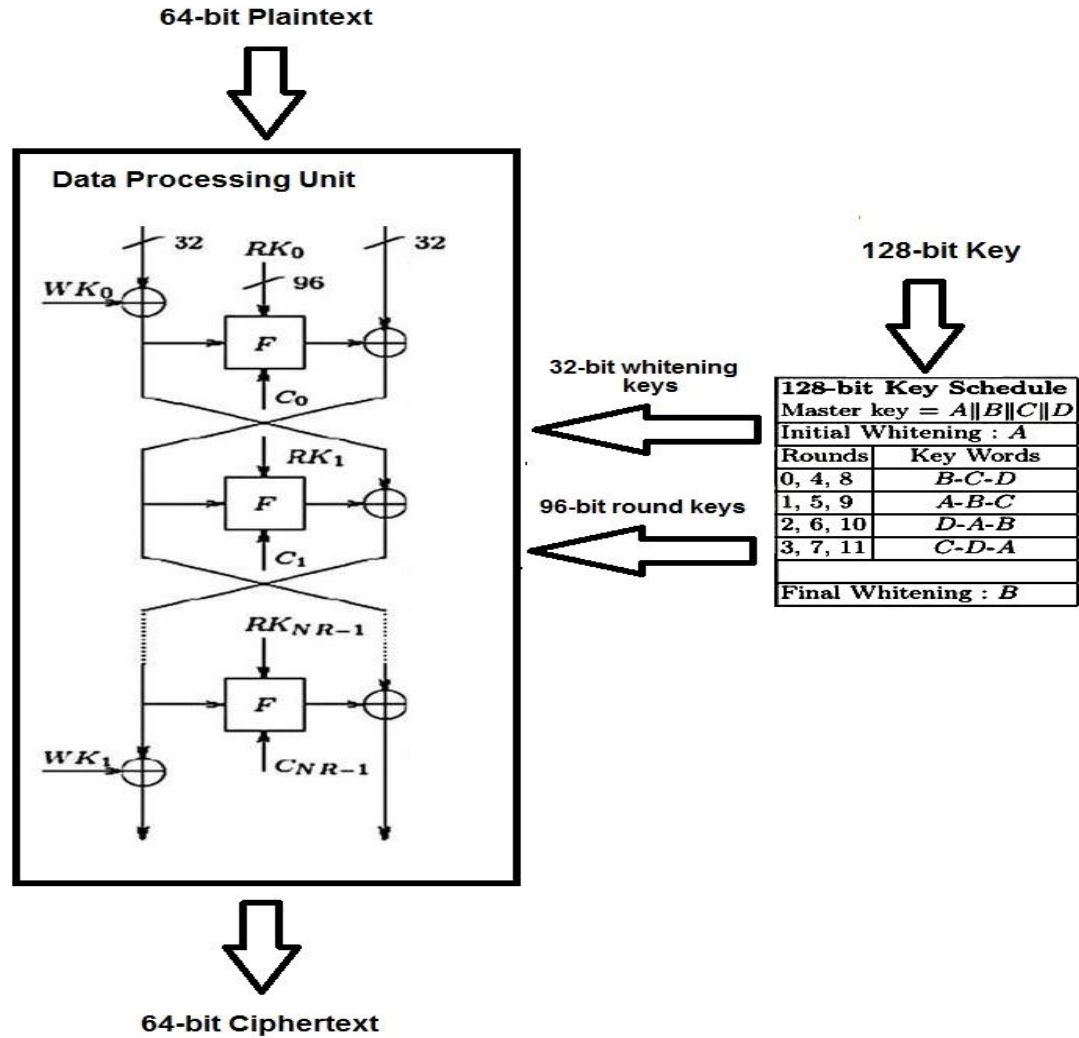 64-bit Plaintext
Data Processing Unit
32
RK0
32
96
WK0
F
C0
RK1
F
C1
RKNR−1
F
WK1
CNR−1
64-bit Ciphertext
128-bit Key
32-bit whitening
keys
96-bit round keys
128-bit Key Schedule
Master key = A||B||C||D
Initial Whitening : A
Rounds Key Words
0, 4, 8 B-C-D
1, 5, 9 A-B-C
2, 6, 10 D-A-B
3, 7, 11 C-D-A
Final Whitening : B